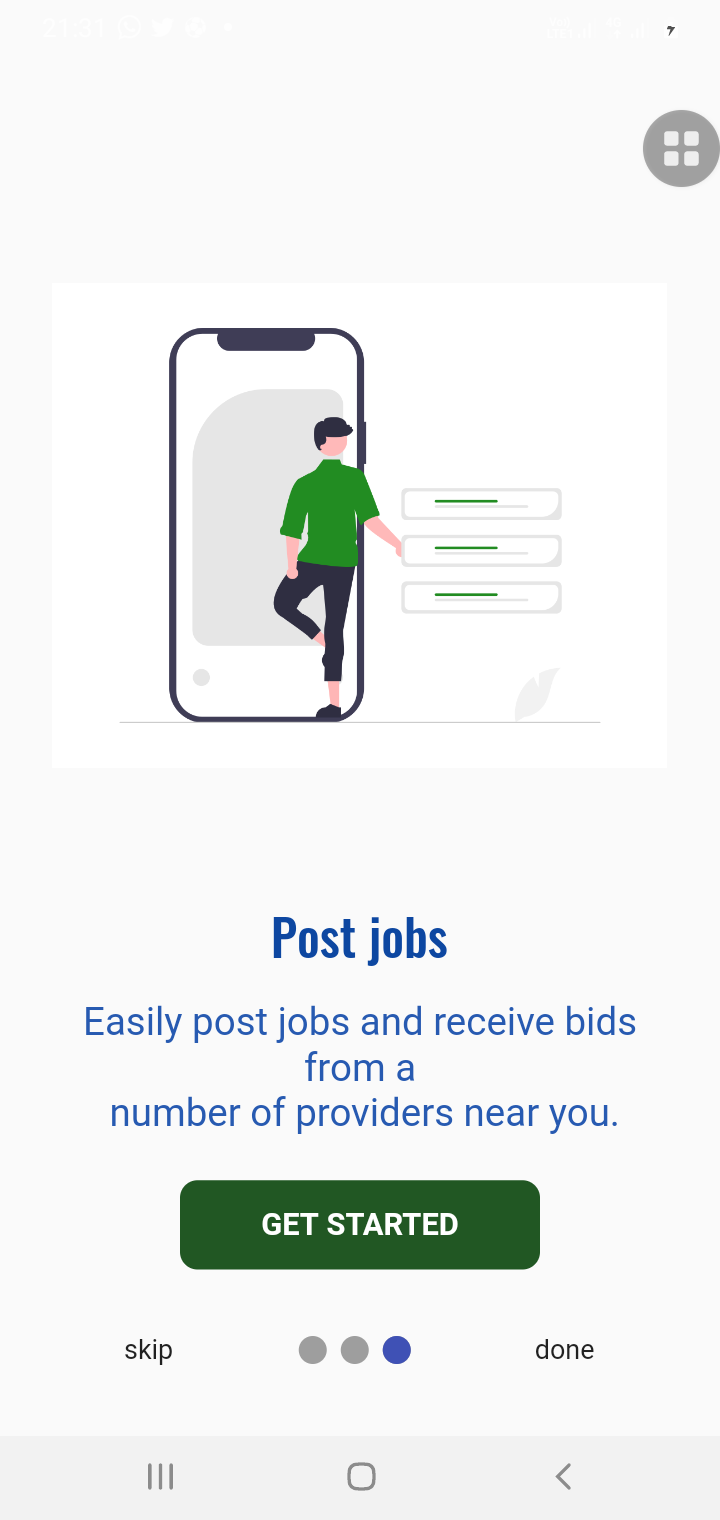 21:31
Post jobs
Easily post jobs and receive bids
from a
number of providers near you.
GET STARTED
skip
done